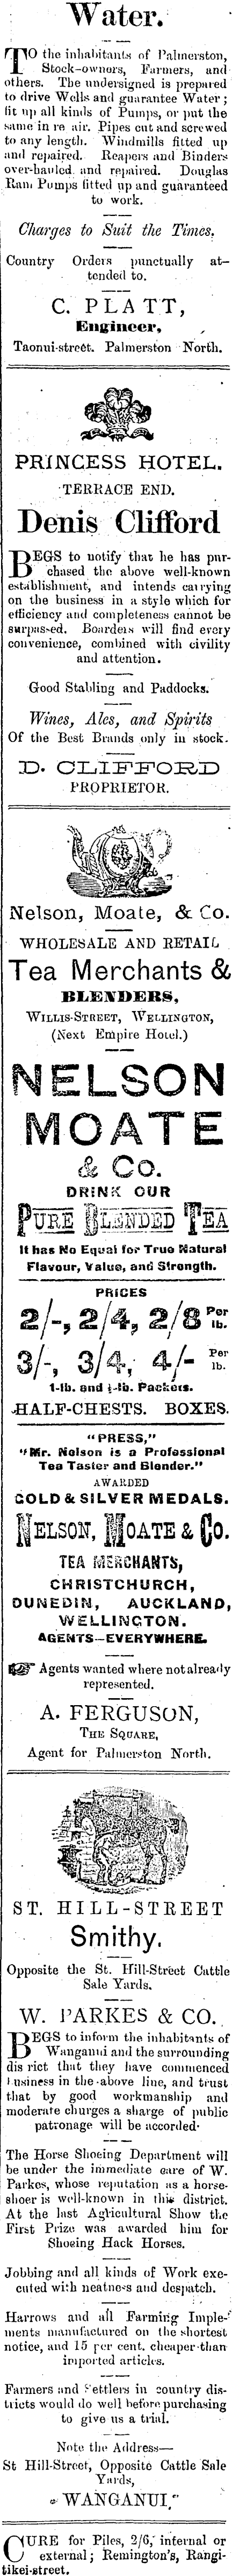 Water.
TO the inhabitants of Palmerston,
Stock-owners, Farmers, and
others. The undersigned is prepared
to drive Wells and guarantee Water;
fit up all kinds of Pumps, or put the
same in re air. Pipes cut and screwed
to any length. Windmills fitted up
and repaired. Reapers and Binders
over-hauled and repaired. Douglas
Ram Pumps fitted up and guaranteed
to work.
Charges to Suit the Times.
Country Orders punctually at-
tended to.
C. PLATT,
Engineer,
Taonui-street. Palmerston North.
PRINCESS HOTEL.
TERRACE END.
Denis Clifford
BEGS to notify that he has pur-
chased the above well-known
establishment, and intends carrying
on the business in a style which for
efficiency and completeness cannot be
surpassed. Boarders will find every
convenience, combined with civility
and attention.
Good Stabling and Paddocks.
Wines, Ales, and Spirits
Of the Best Brands only in stock.
D. CLIFFORD
PROPRIETOR.
Nelson, Moate, & Co.
WHOLESALE AND RETAIL
Tea Merchants &
BLENDERS,
WILLIS-STREET, WELLINGTON,
(Next Empire Hotel.)
NELSON
MOATE
& Co.
DRINK OUR
PURE BLENDED TEA
It has No Equal for True Natural
Flavour, Value, and Strength.
PRICES
2/-, 2/4, 2/8 Per lb.
3/-, 3/4, 4/- Per lb.
1-lb. and ½-lb. Packets.
HALF-CHESTS. BOXES.
"PRESS,"
"Mr. Nelson is a Professional
Tea Taster and Blender."
AWARDED
GOLD & SILVER MEDALS.
NELSON, MOATE & Co.
TEA MERCHANTS,
CHRISTCHURCH,
DUNEDIN, AUCKLAND,
WELLINGTON.
AGENTS—EVERYWHERE.
☞ Agents wanted where not already
represented.
A. FERGUSON,
THE SQUARE,
Agent for Palmerston North.
ST. HILL-STREET
Smithy.
Opposite the St. Hill-Street Cattle
Sale Yards.
W. PARKES & CO.
BEGS to inform the inhabitants of
Wanganui and the surrounding
dis rict that they have commenced
business in the above line, and trust
that by good workmanship and
moderate charges a sharge of public
patronage will be accorded.
The Horse Shoeing Department will
be under the immediate care of W.
Parkes, whose reputation as a horse-
shoer is well-known in this district.
At the last Agricultural Show the
First Prize was awarded him for
Shoeing Hack Horses.
Jobbing and all kinds of Work exe-
cuted with neatness and despatch.
Harrows and all Farming Imple-
ments manufactured on the shortest
notice, and 15 per cent. cheaper than
imported articles.
Farmers and Settlers in country dis-
tricts would do well before purchasing
to give us a trial.
Note the Address—
St Hill-Street, Opposite Cattle Sale
Yards,
WANGANUI.
CURE for Piles, 2/6, internal or
external; Remington's, Rangi-
tikei-street.